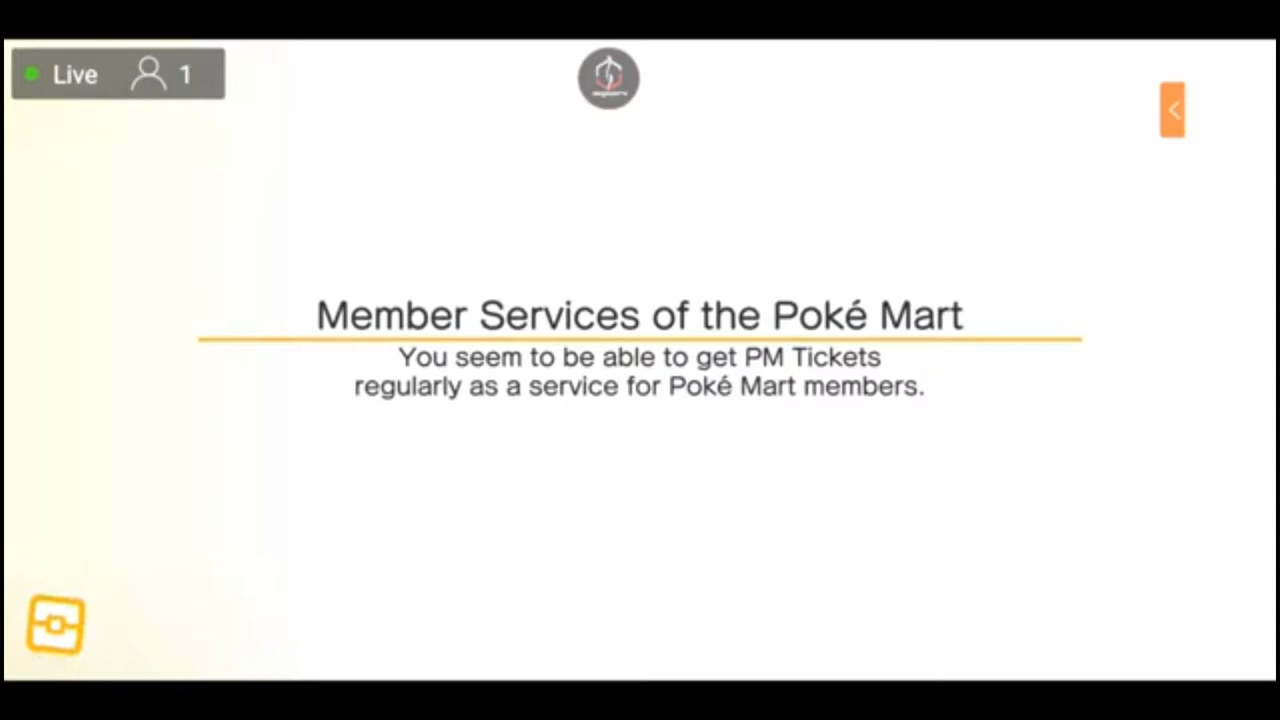 Live 1
Member Services of the Poké Mart
You seem to be able to get PM Tickets
regularly as a service for Poké Mart members.